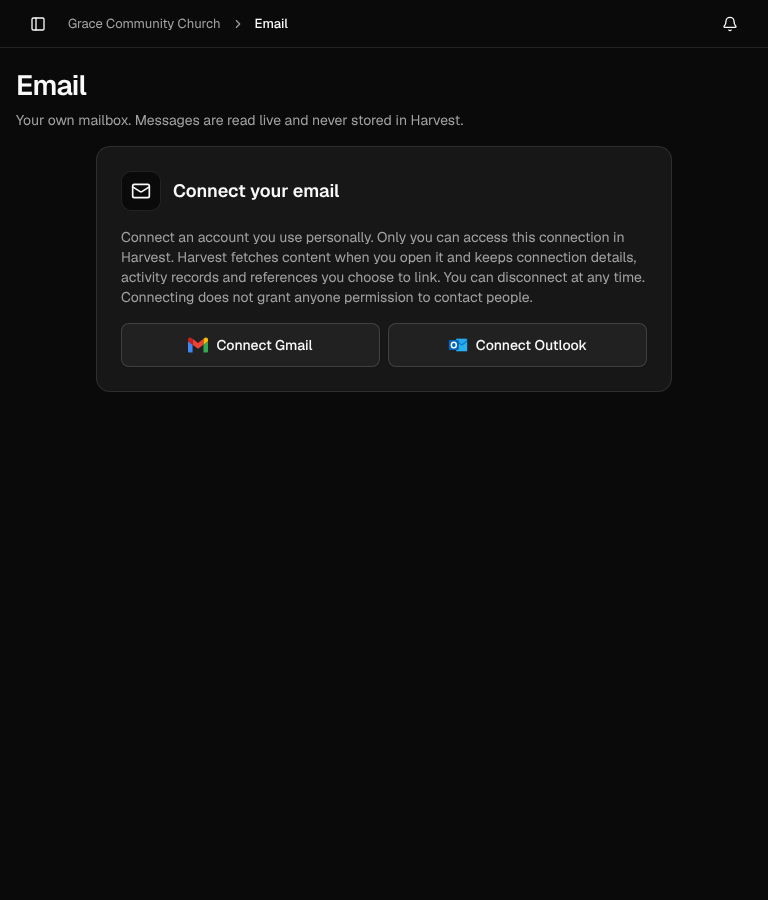 Grace Community Church > Email
Email
Your own mailbox. Messages are read live and never stored in Harvest.
Connect your email
Connect an account you use personally. Only you can access this connection in
Harvest. Harvest fetches content when you open it and keeps connection details,
activity records and references you choose to link. You can disconnect at any time.
Connecting does not grant anyone permission to contact people.
Connect Gmail
Connect Outlook